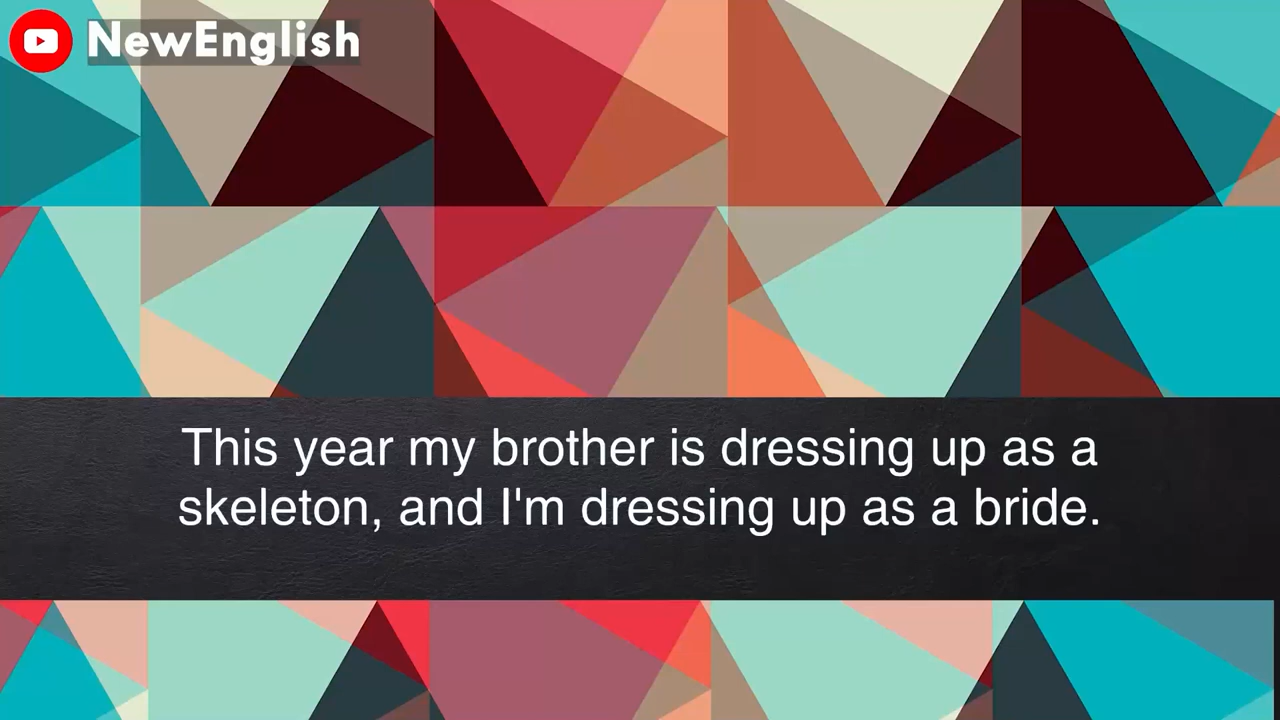 NewEnglish
This year my brother is dressing up as a
skeleton, and I'm dressing up as a bride.